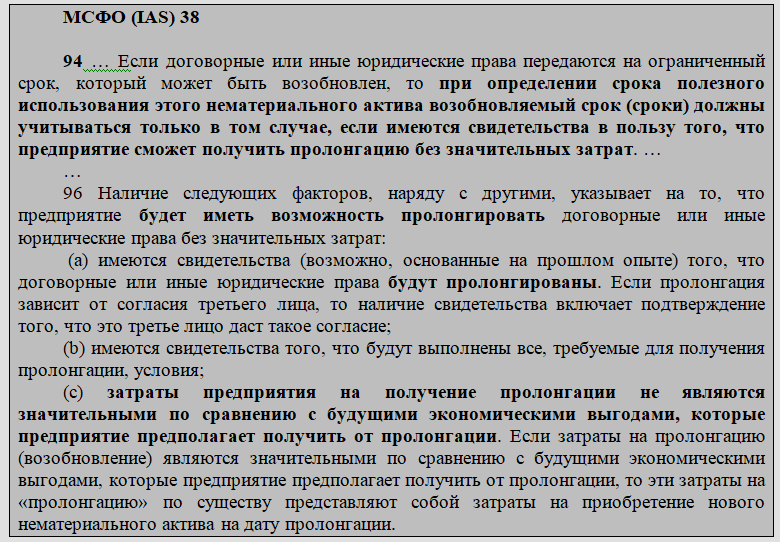 МСФО (IAS) 38
94 … Если договорные или иные юридические права передаются на ограниченный
срок, который может быть возобновлен, то при определении срока полезного
использования этого нематериального актива возобновляемый срок (сроки) должны
учитываться только в том случае, если имеются свидетельства в пользу того, что
предприятие сможет получить пролонгацию без значительных затрат. …
…
96 Наличие следующих факторов, наряду с другими, указывает на то, что
предприятие будет иметь возможность пролонгировать договорные или иные
юридические права без значительных затрат:
(a) имеются свидетельства (возможно, основанные на прошлом опыте) того, что
договорные или иные юридические права будут пролонгированы. Если пролонгация
зависит от согласия третьего лица, то наличие свидетельства включает подтверждение
того, что это третье лицо даст такое согласие;
(b) имеются свидетельства того, что будут выполнены все, требуемые для получения
пролонгации, условия;
(c) затраты предприятия на получение пролонгации не являются
значительными по сравнению с будущими экономическими выгодами, которые
предприятие предполагает получить от пролонгации. Если затраты на пролонгацию
(возобновление) являются значительными по сравнению с будущими экономическими
выгодами, которые предприятие предполагает получить от пролонгации, то эти затраты на
«пролонгацию» по существу представляют собой затраты на приобретение нового
нематериального актива на дату пролонгации.